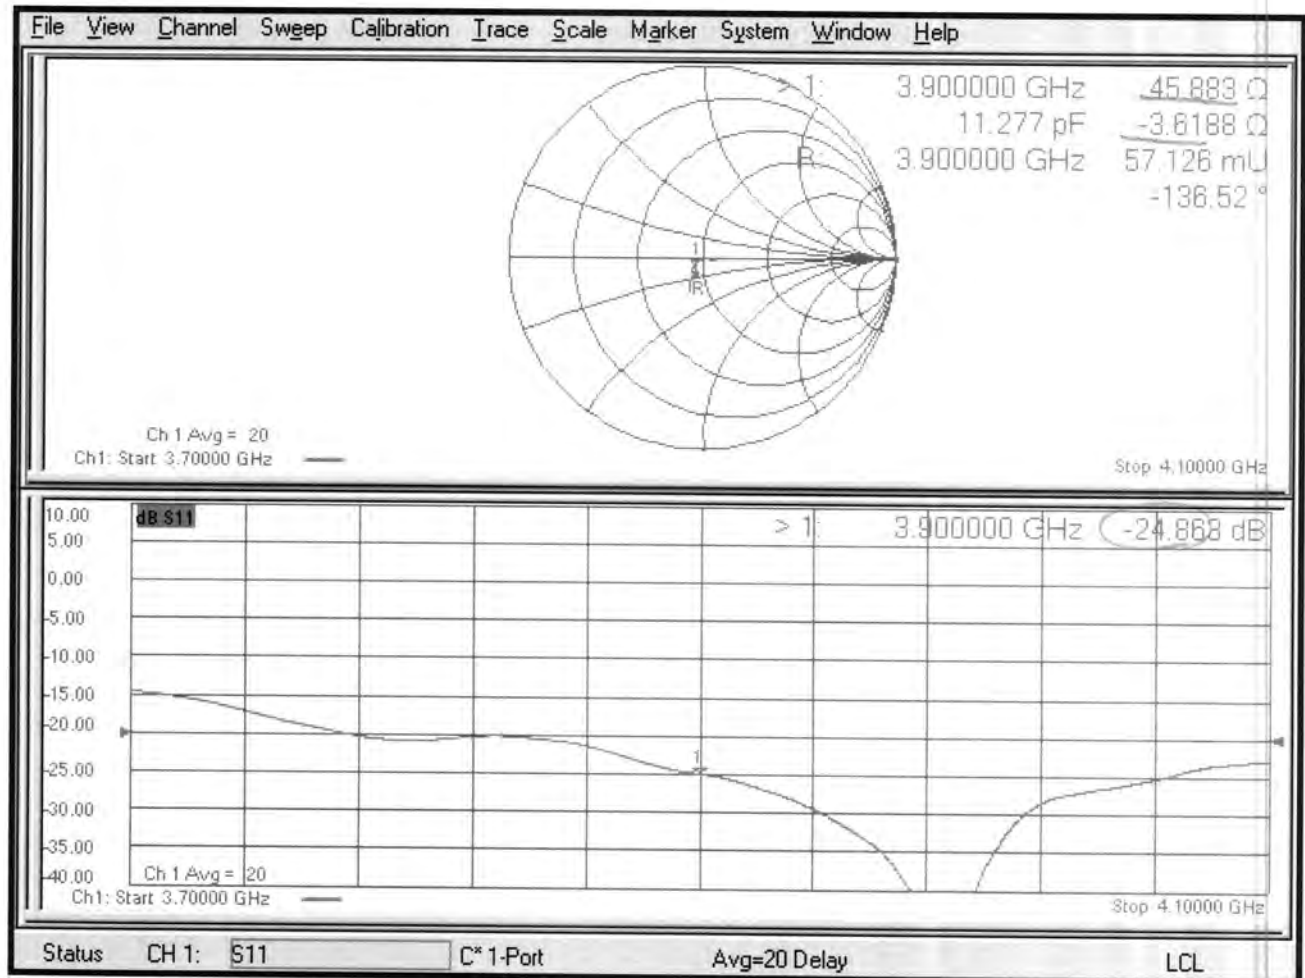 File View Channel Sweep Calibration Trace Scale Marker System Window Help
> 1: 3.900000 GHz 45.883 Ω
11.277 pF -3.6188 Ω
R: 3.900000 GHz 57.126 mU
-136.52 °
1
R
Ch 1 Avg = 20
Ch1: Start 3.70000 GHz
Stop 4.10000 GHz
10.00
dB S11
> 1: 3.900000 GHz -24.868 dB
5.00
0.00
-5.00
-10.00
-15.00
-20.00
1
-25.00
-30.00
-35.00
-40.00
Ch 1 Avg = 20
Ch1: Start 3.70000 GHz
Stop 4.10000 GHz
Status CH 1: S11 C* 1-Port Avg=20 Delay LCL